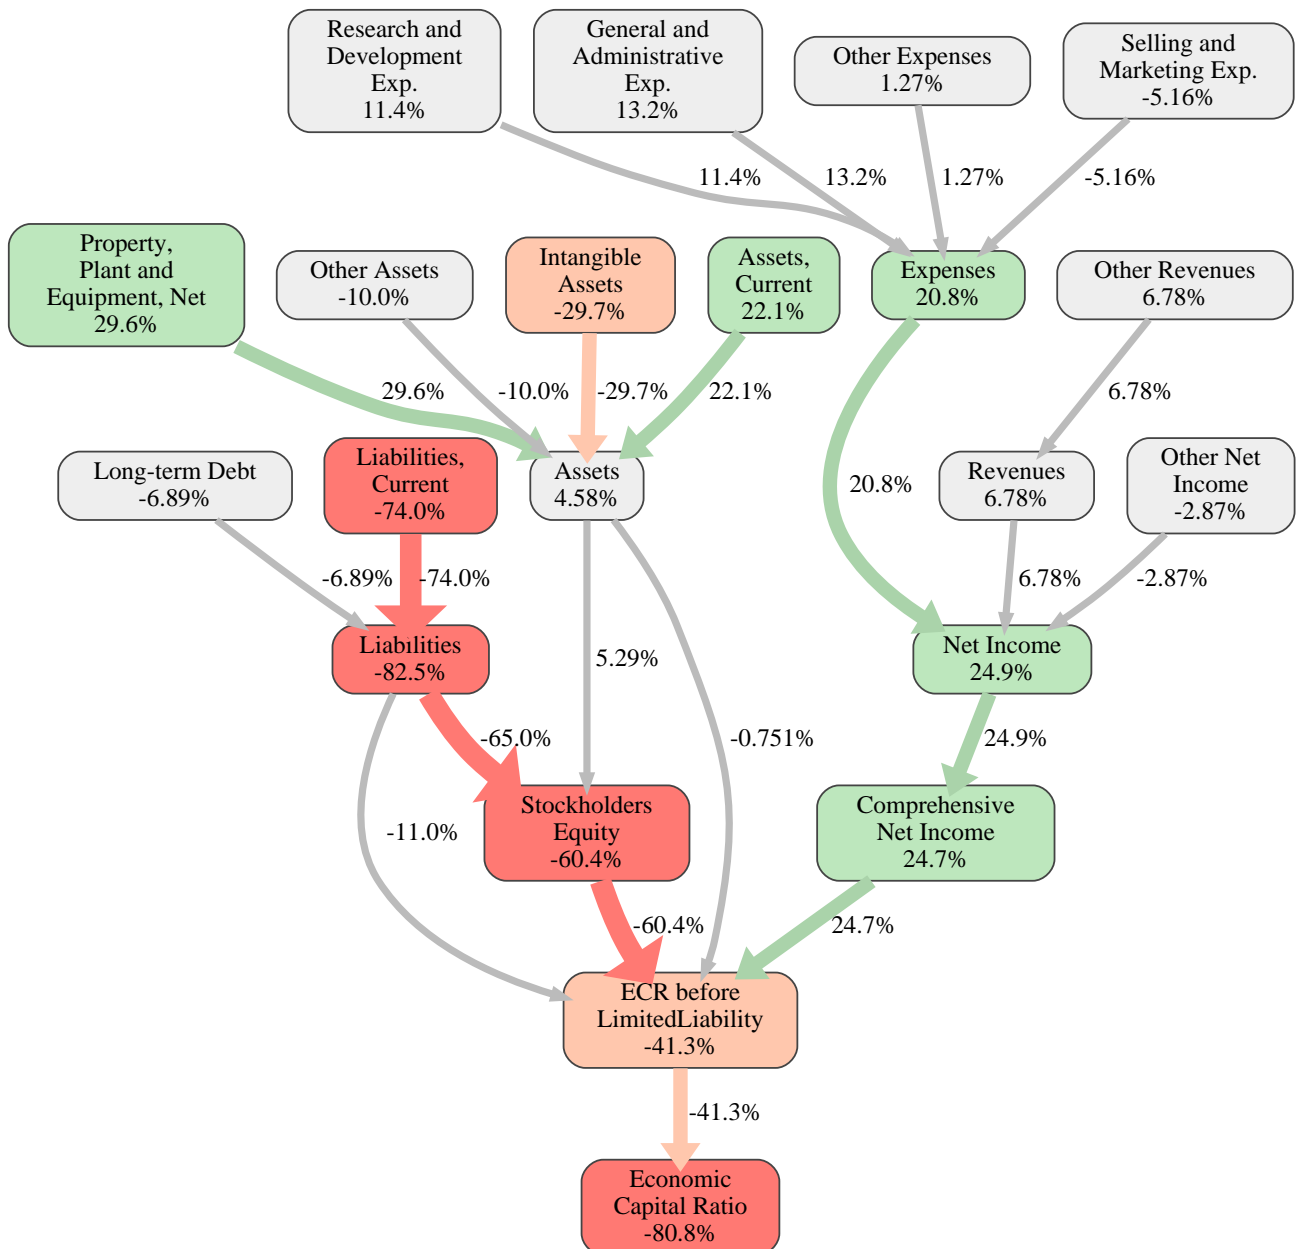 Research and
Development
Exp.
11.4%
General and
Administrative
Exp.
13.2%
Other Expenses
1.27%
Selling and
Marketing Exp.
-5.16%
11.4%
13.2%
1.27%
-5.16%
Property,
Plant and
Equipment, Net
29.6%
Other Assets
-10.0%
Intangible
Assets
-29.7%
Assets,
Current
22.1%
Expenses
20.8%
Other Revenues
6.78%
29.6%
-10.0%
-29.7%
22.1%
6.78%
Long-term Debt
-6.89%
Liabilities,
Current
-74.0%
Assets
4.58%
20.8%
Revenues
6.78%
Other Net
Income
-2.87%
-6.89%
-74.0%
6.78%
-2.87%
Liabilities
-82.5%
5.29%
Net Income
24.9%
-65.0%
-0.751%
24.9%
-11.0%
Stockholders
Equity
-60.4%
Comprehensive
Net Income
24.7%
-60.4%
24.7%
ECR before
LimitedLiability
-41.3%
-41.3%
Economic
Capital Ratio
-80.8%